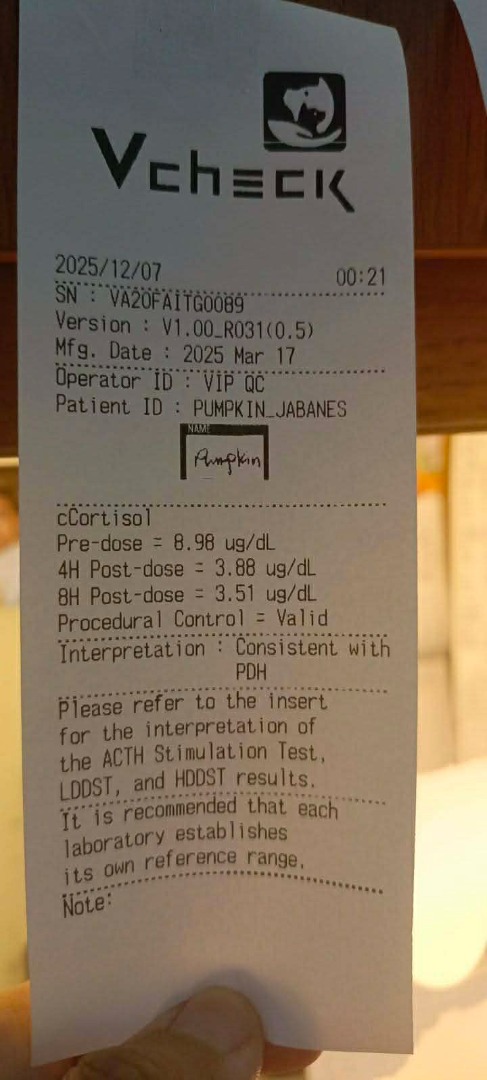 Vcheck
2025/12/07 00:21
SN : VA20FAITG0089
Version : V1.00_R031(0.5)
Mfg. Date : 2025 Mar 17
Operator ID : VIP QC
Patient ID : PUMPKIN_JABANES
NAME
Pumpkin
cCortisol
Pre-dose = 8.98 ug/dL
4H Post-dose = 3.88 ug/dL
8H Post-dose = 3.51 ug/dL
Procedural Control = Valid
Interpretation : Consistent with
PDH
Please refer to the insert
for the interpretation of
the ACTH Stimulation Test,
LDDST, and HDDST results.
It is recommended that each
laboratory establishes
its own reference range.
Note: